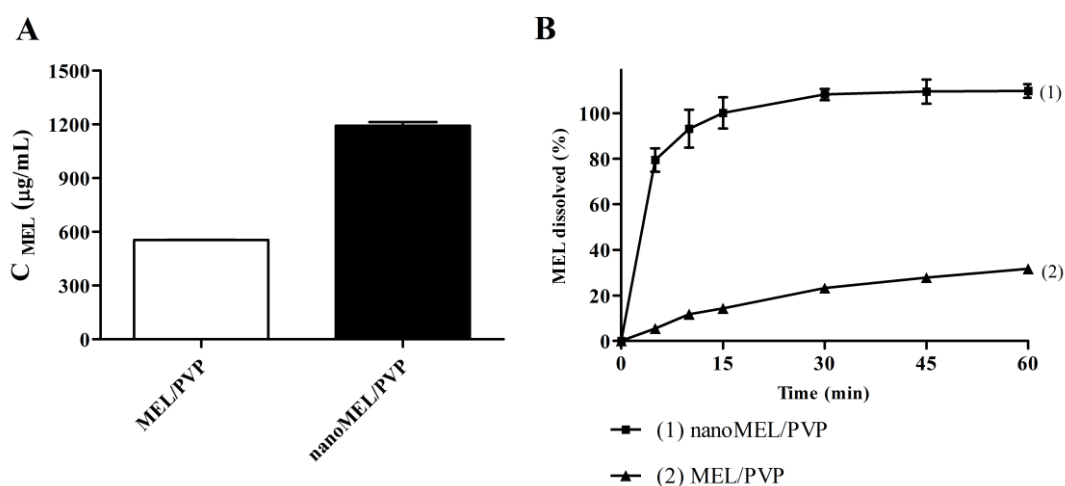 A
C MEL (µg/mL)
1500
1200
900
600
300
0
MEL/PVP
nanoMEL/PVP
B
MEL dissolved (%)
100
80
60
40
20
0
0 15 30 45 60
Time (min)
(1)
(2)
(1) nanoMEL/PVP
(2) MEL/PVP